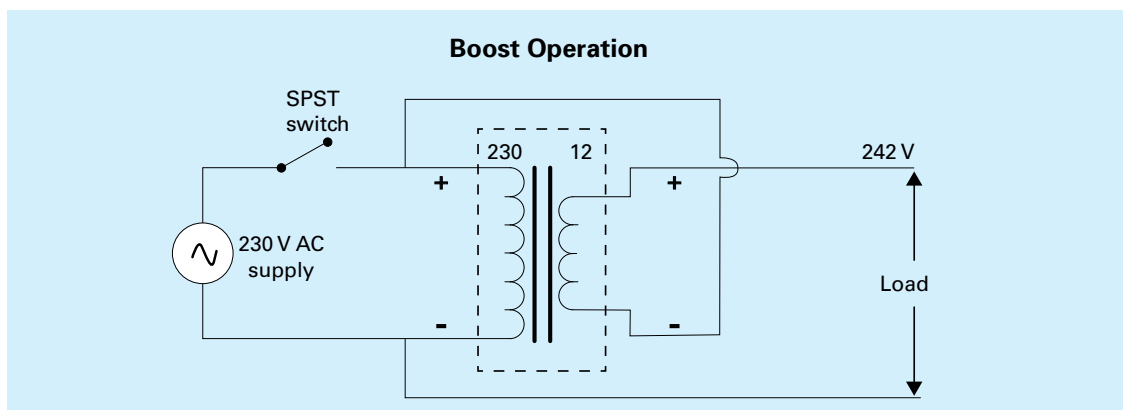 Boost Operation
SPST
switch
230
12
242 V
+
+
230 V AC
supply
Load
-
-